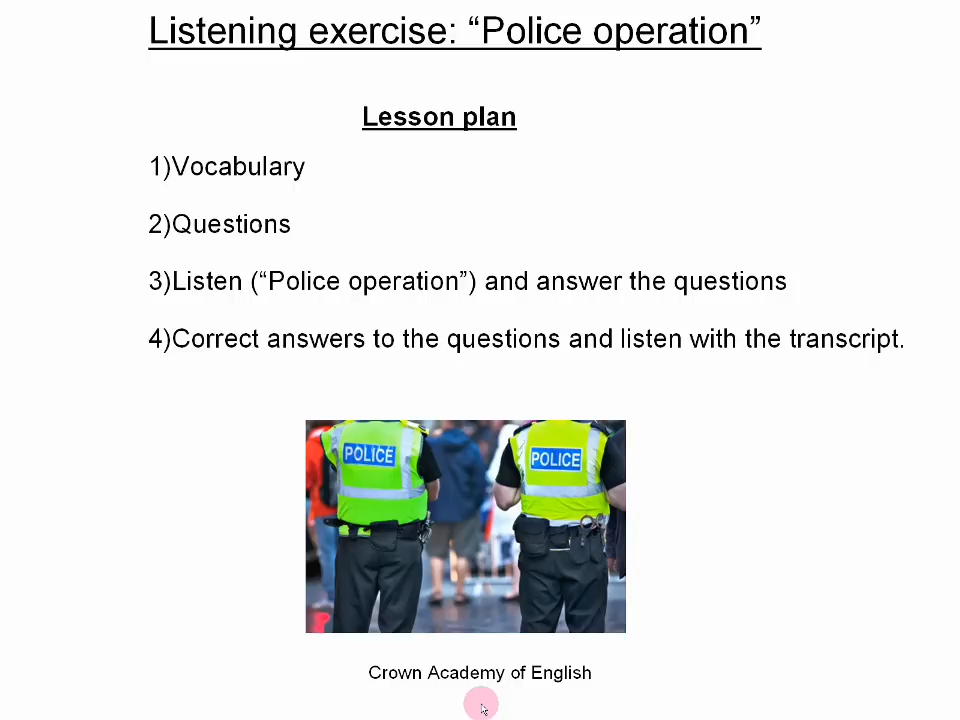 Listening exercise: “Police operation”
Lesson plan
1)Vocabulary
2)Questions
3)Listen (“Police operation”) and answer the questions
4)Correct answers to the questions and listen with the transcript.
POLICE
POLICE
Crown Academy of English